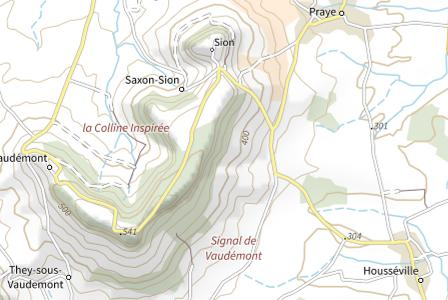 Praye
Sion
Saxon-Sion
la Colline Inspirée
301
400
audémont
500
541
304
Signal de
Vaudémont
They-sous-
Vaudemont
Housséville